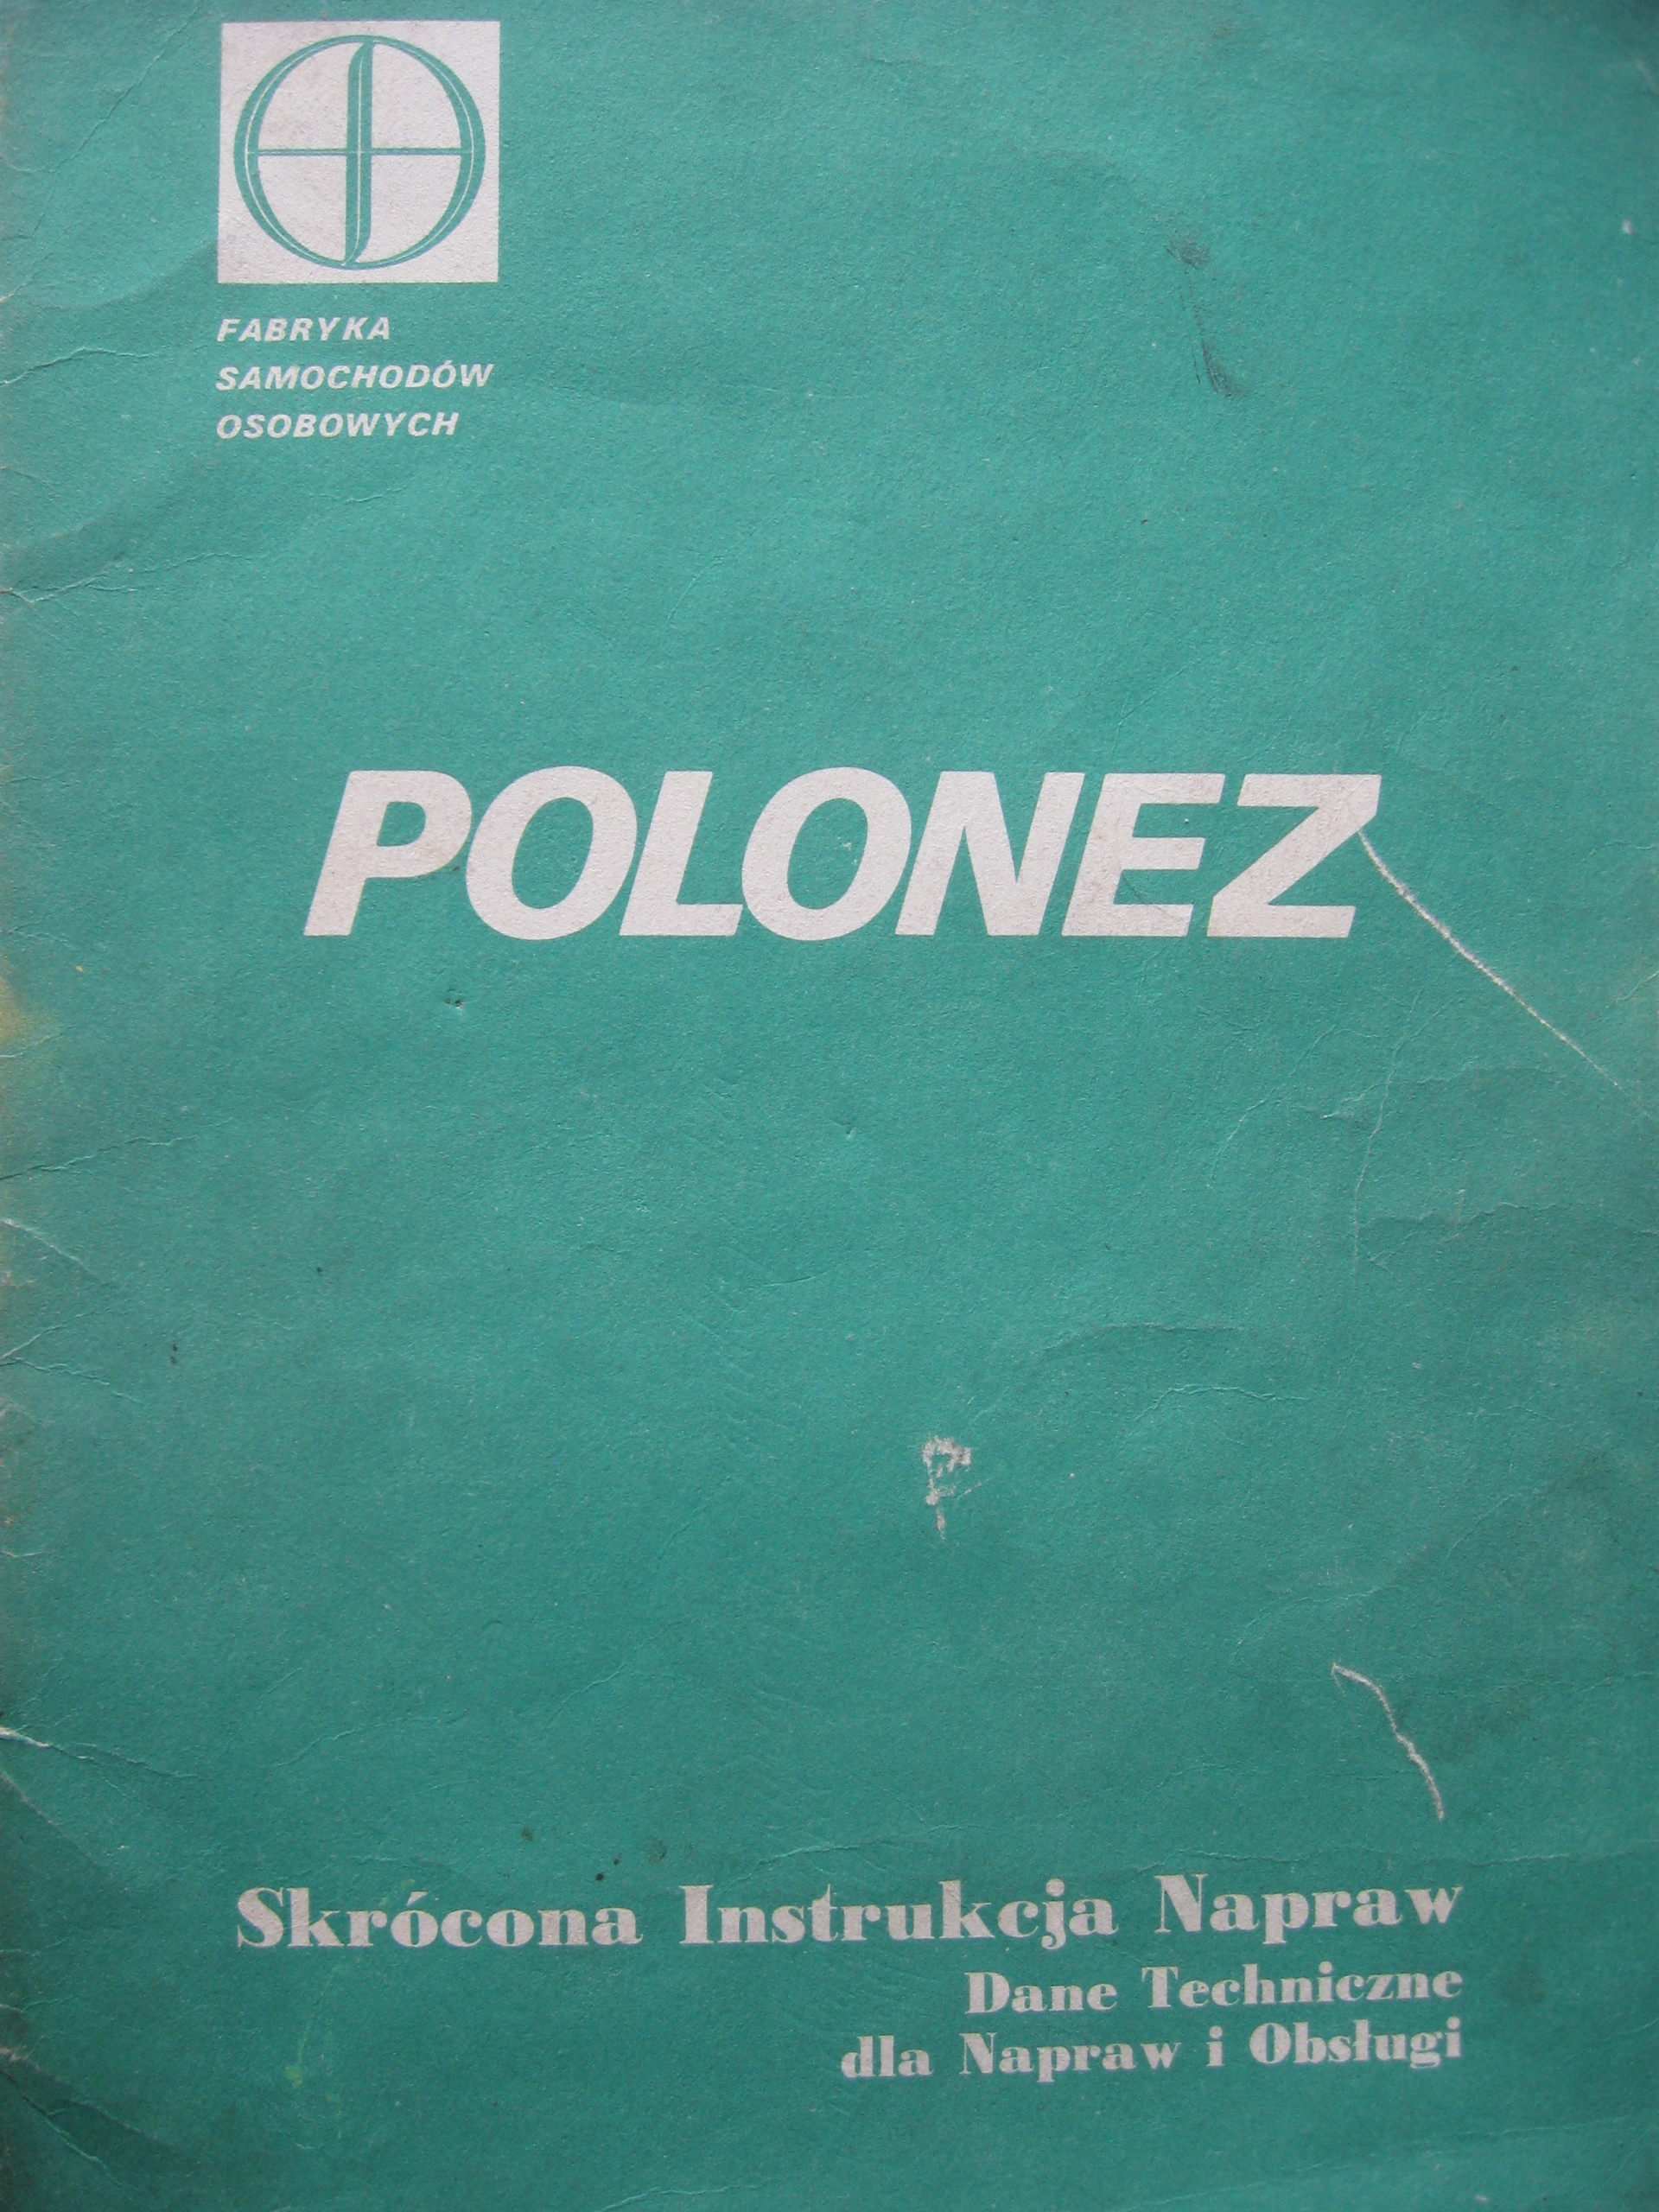 FABRYKA
SAMOCHODÓW
OSOBOWYCH
POLONEZ
Skrócona Instrukcja Napraw
Dane Techniczne
dla Napraw i Obsługi